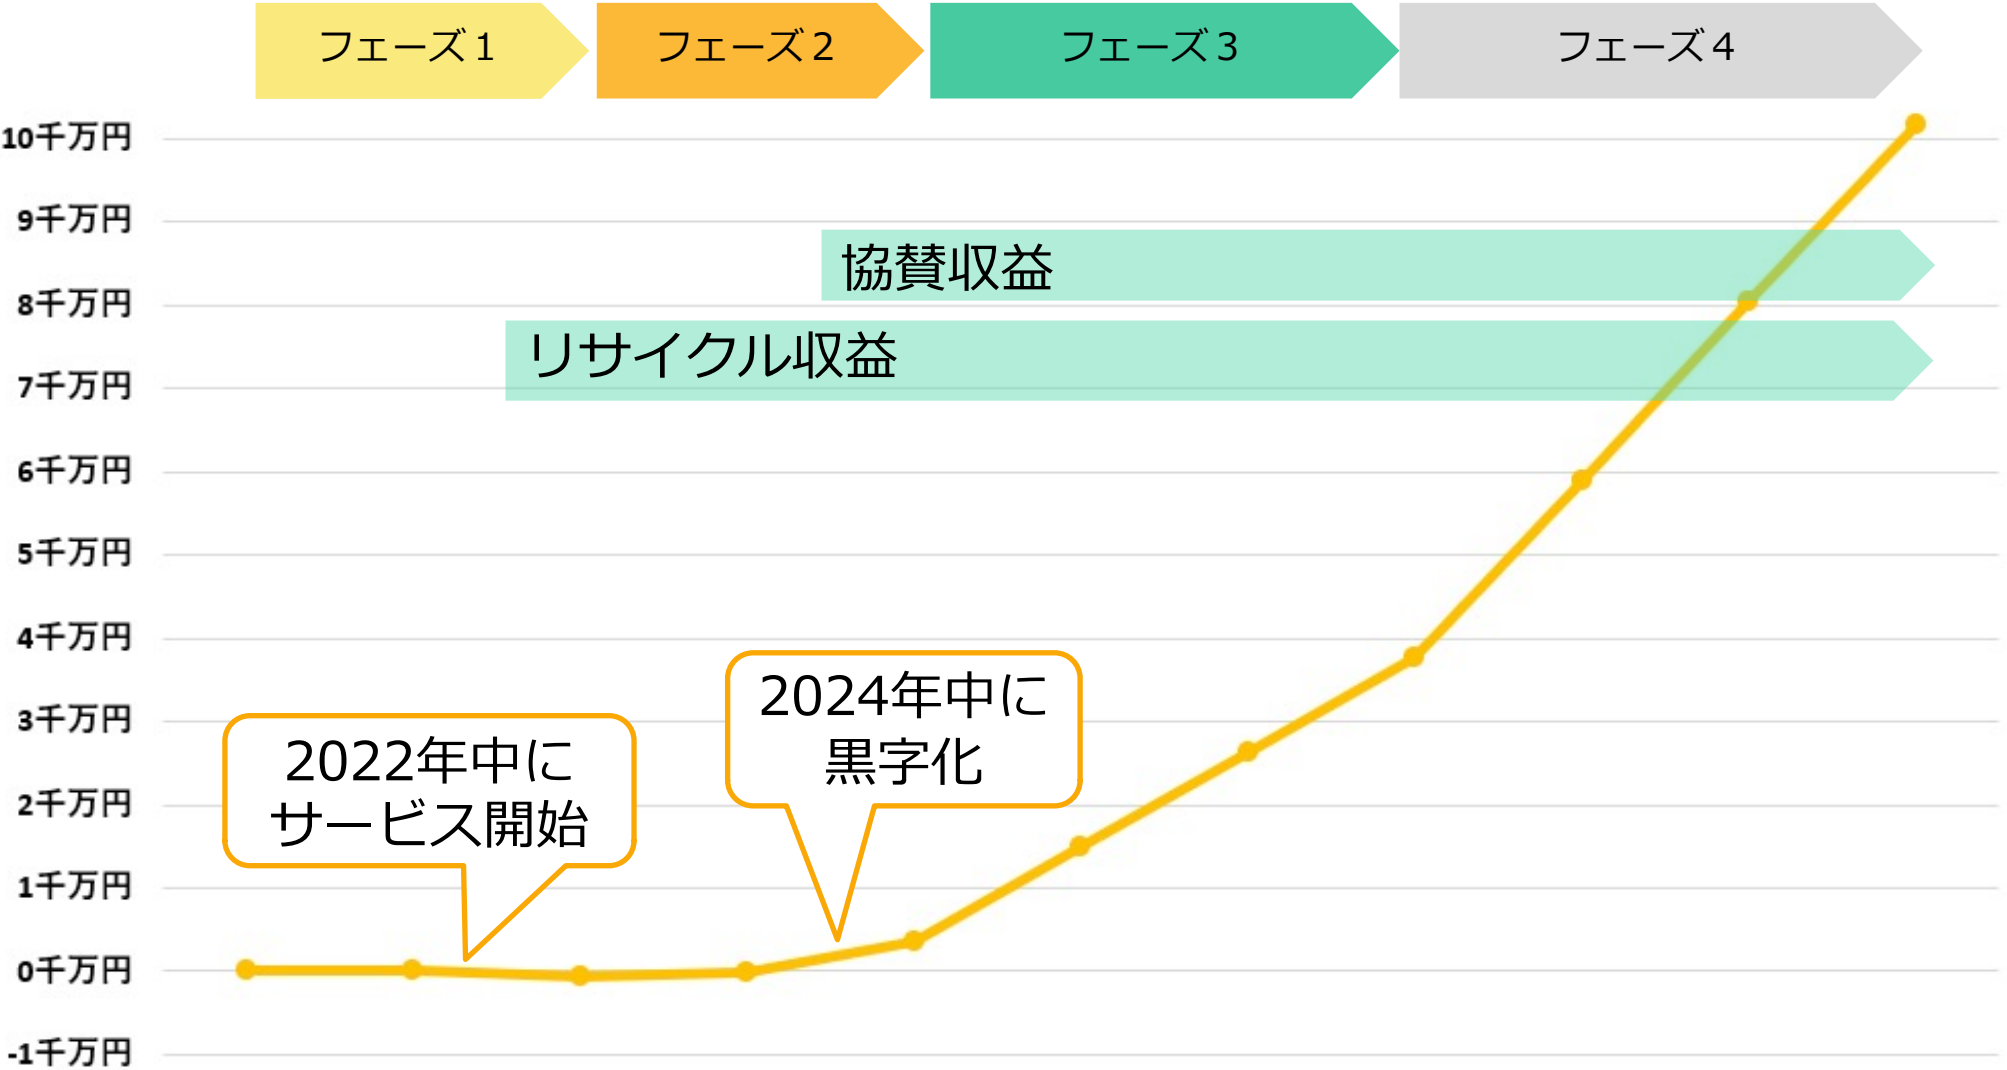 フェーズ１
フェーズ２
フェーズ３
フェーズ４
10千万円
9千万円
協賛収益
8千万円
リサイクル収益
7千万円
6千万円
5千万円
4千万円
3千万円
2024年中に
黒字化
2022年中に
サービス開始
2千万円
1千万円
0千万円
-1千万円